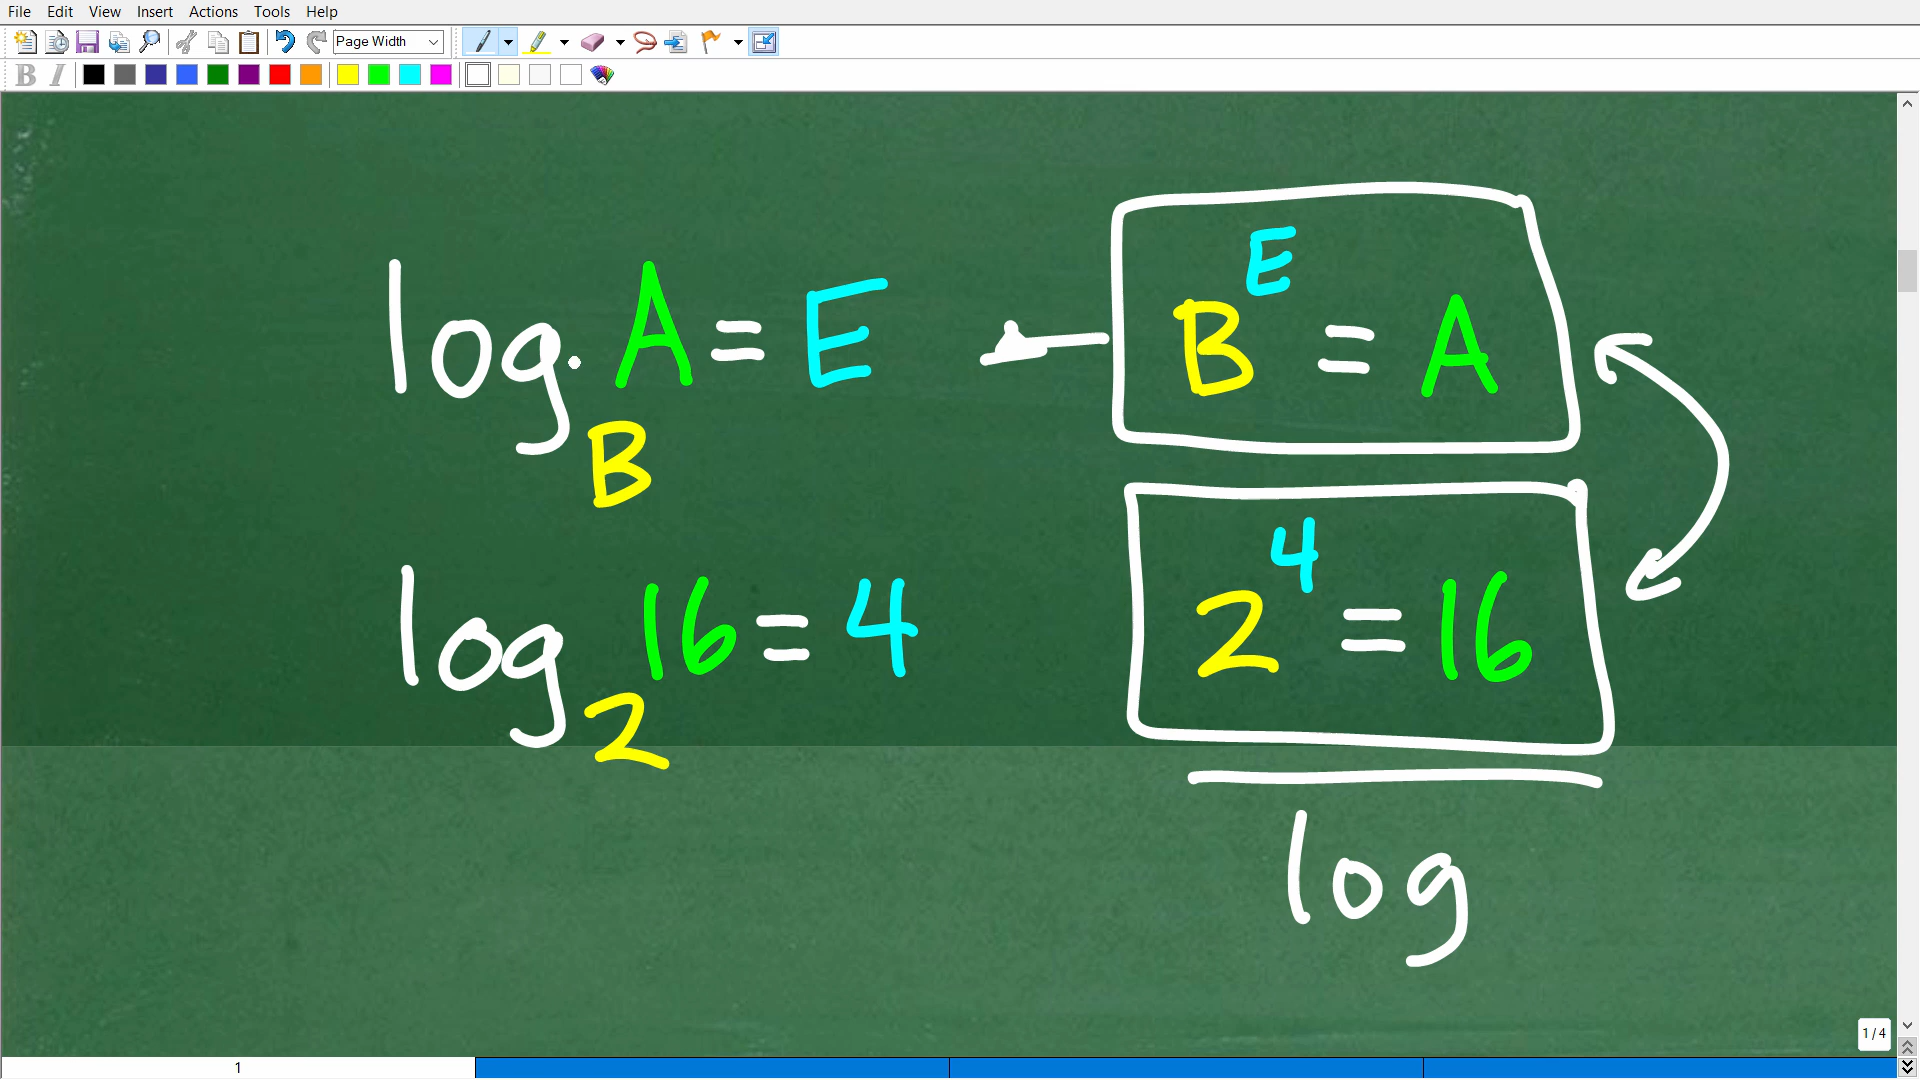 File Edit View Insert Actions Tools Help
Page Width
B I
log_B A = E
B^E = A
log_2 16 = 4
2^4 = 16
log
1 / 4
1